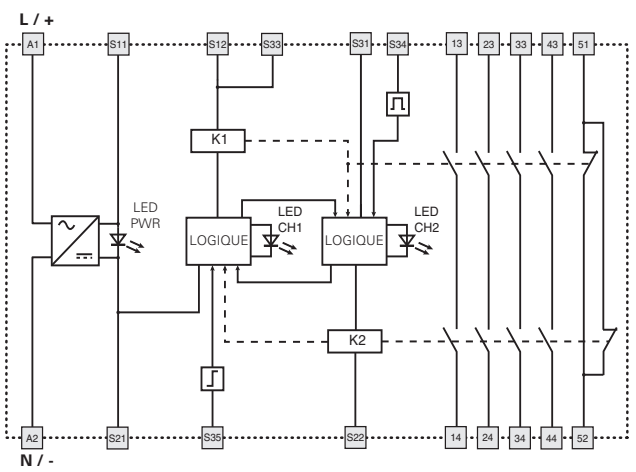 L / +
A1 S11 S12 S33 S31 S34 13 23 33 43 51
K1
LED
PWR
LED
CH1
LED
CH2
LOGIQUE LOGIQUE
K2
A2 S21 S35 S22 14 24 34 44 52
N / -